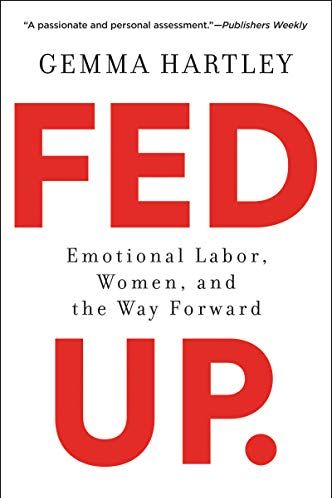 “A passionate and personal assessment.”—Publishers Weekly
GEMMA HARTLEY
FED
Emotional Labor,
Women, and
the Way Forward
UP.